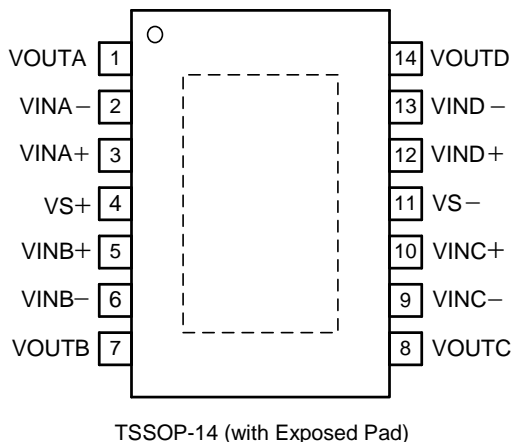 VOUTA 1 14 VOUTD
VINA− 2 13 VIND−
VINA+ 3 12 VIND+
VS+ 4 11 VS−
VINB+ 5 10 VINC+
VINB− 6 9 VINC−
VOUTB 7 8 VOUTC
TSSOP-14 (with Exposed Pad)